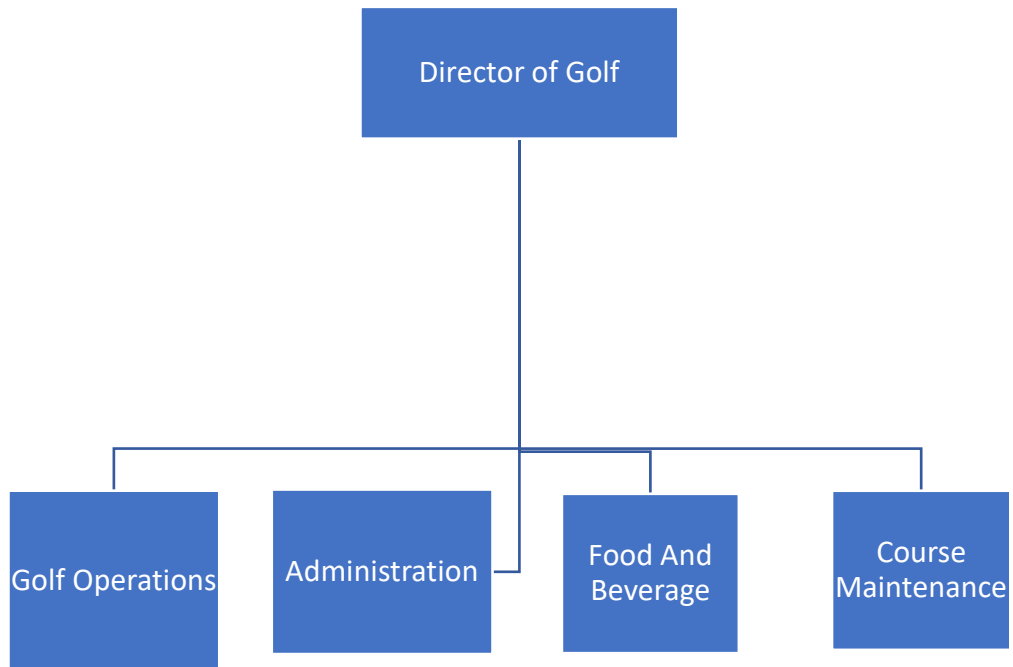 Director of Golf
Golf Operations
Administration
Food And
Beverage
Course
Maintenance